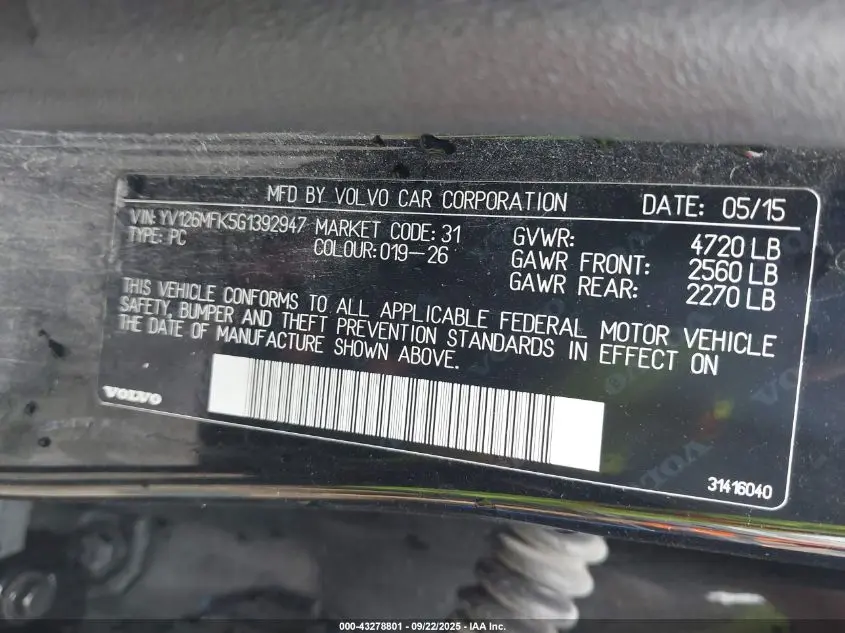 MFD BY VOLVO CAR CORPORATION DATE: 05/15
VIN: YV126MFK5G1392947 MARKET CODE: 31 GVWR: 4720 LB
TYPE: PC COLOUR: 019-26 GAWR FRONT: 2560 LB
GAWR REAR: 2270 LB
THIS VEHICLE CONFORMS TO ALL APPLICABLE FEDERAL MOTOR VEHICLE
SAFETY, BUMPER AND THEFT PREVENTION STANDARDS IN EFFECT ON
THE DATE OF MANUFACTURE SHOWN ABOVE.
VOLVO
31416040
000-43278801 - 09/22/2025 - IAA Inc.